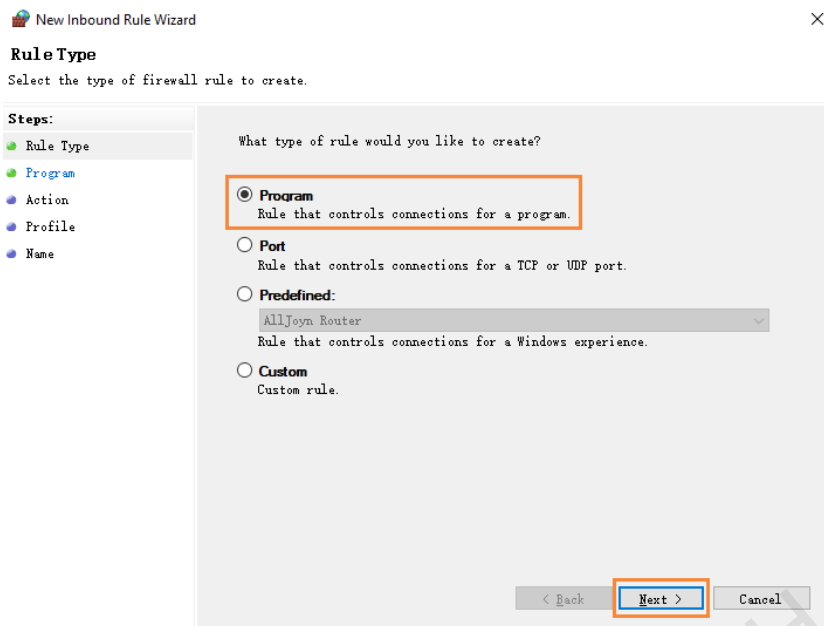 New Inbound Rule Wizard
Rule Type
Select the type of firewall rule to create.
Steps:
Rule Type
Program
Action
Profile
Name
What type of rule would you like to create?
Program
Rule that controls connections for a program.
Port
Rule that controls connections for a TCP or UDP port.
Predefined:
AllJoyn Router
Rule that controls connections for a Windows experience.
Custom
Custom rule.
< Back
Next >
Cancel